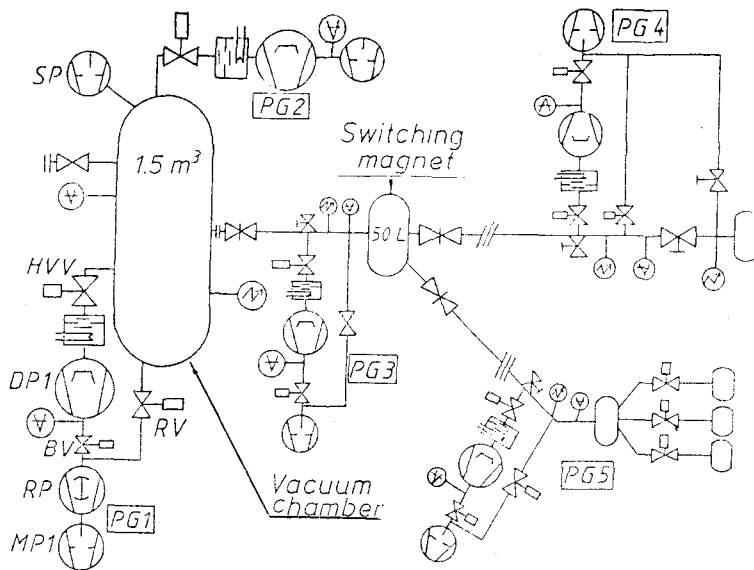 PG4
SP
PG2
Switching
magnet
1.5 m³
50 L
HVV
DP1
PG3
RV
BV
PG5
RP
PG1
Vacuum
chamber
MP1